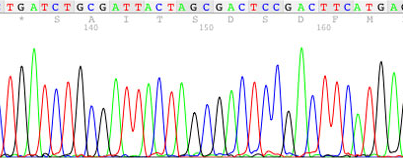 TGATCTGCGATTACTAGCGACTCCGACTTCATGA
* S A I T S D S D F M
140 150 160